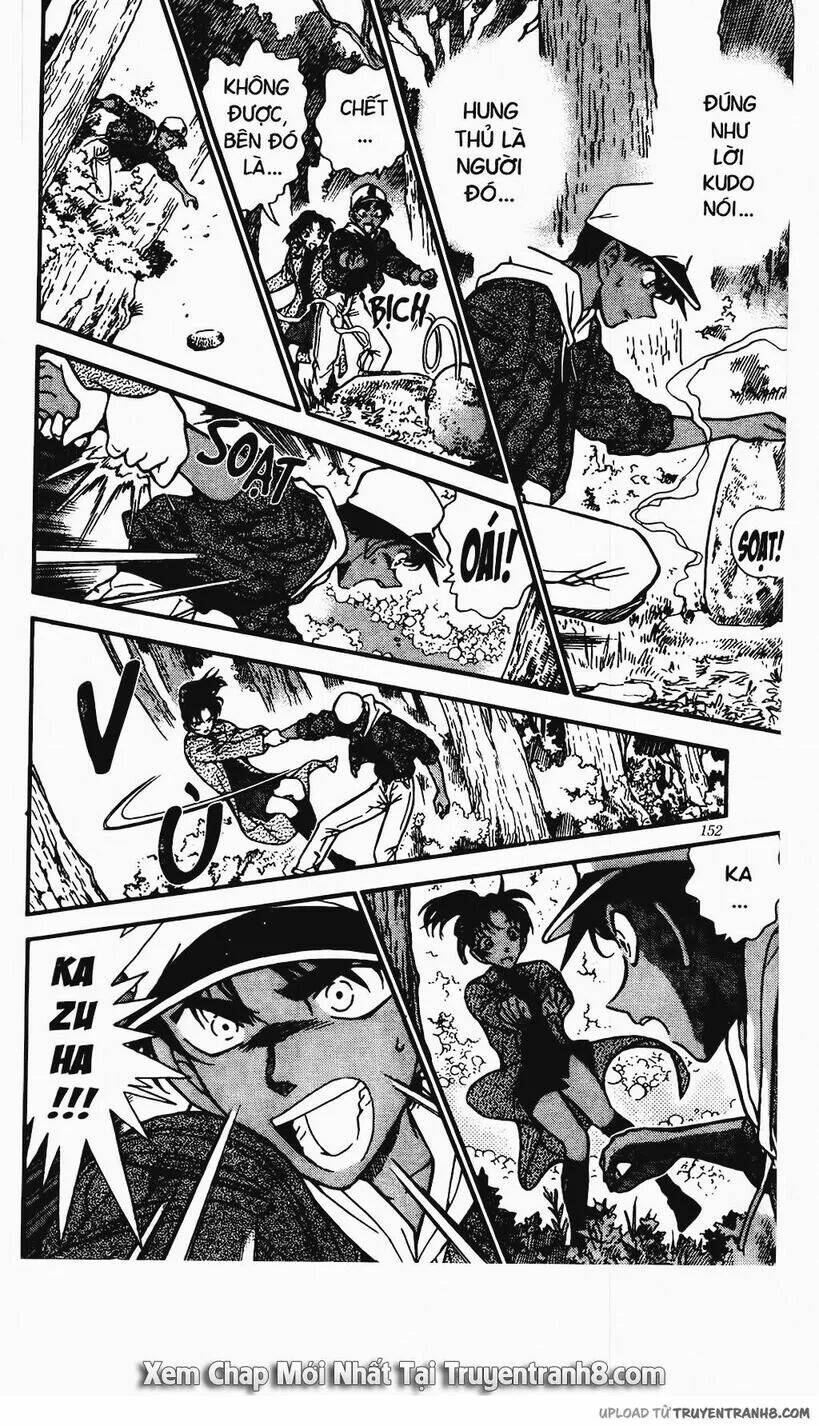 ĐÚNG
NHƯ
LỜI
KUDO
NÓI...
HUNG
THỦ LÀ
NGƯỜI
ĐÓ...
SOẠT!
CHẾT
...
BỊCH
KHÔNG
ĐƯỢC,
BÊN ĐÓ
LÀ...
OÁI!
SOẠT
VÙ
152
KA
...
KA
ZU
HA
!!!
Xem Chap Mới Nhất Tại Truyentranh8.com
UPLOAD TỪ TRUYENTRANH8.COM